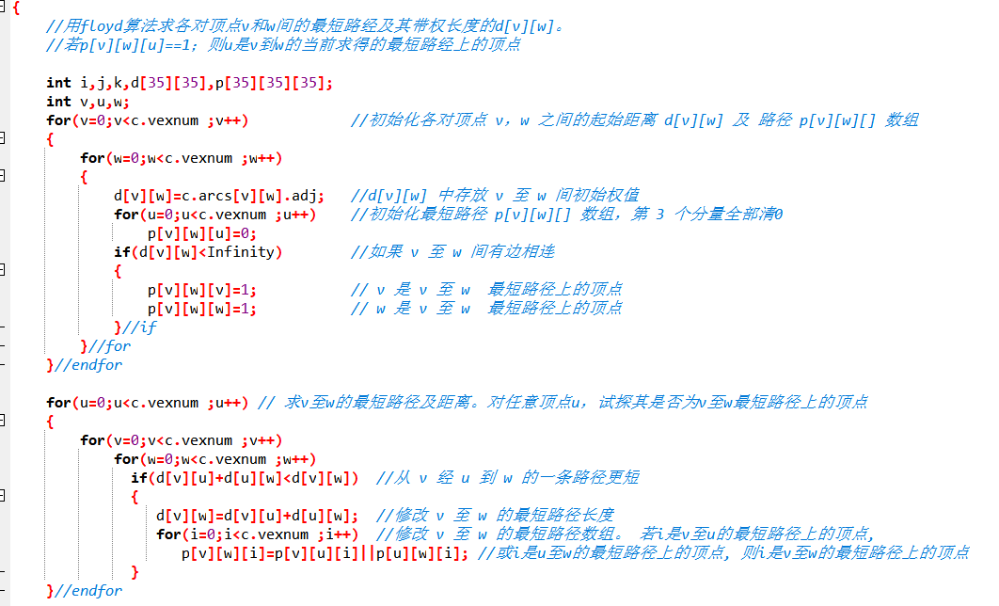 {
//用floyd算法求各对顶点v和w间的最短路经及其带权长度的d[v][w]。
//若p[v][w][u]==1; 则u是v到w的当前求得的最短路经上的顶点
int i,j,k,d[35][35],p[35][35][35];
int v,u,w;
for(v=0;v<c.vexnum ;v++) //初始化各对顶点 v，w 之间的起始距离 d[v][w] 及 路径 p[v][w][] 数组
{
for(w=0;w<c.vexnum ;w++)
{
d[v][w]=c.arcs[v][w].adj; //d[v][w] 中存放 v 至 w 间初始权值
for(u=0;u<c.vexnum ;u++) //初始化最短路径 p[v][w][] 数组，第 3 个分量全部清0
p[v][w][u]=0;
if(d[v][w]<Infinity) //如果 v 至 w 间有边相连
{
p[v][w][v]=1; // v 是 v 至 w 最短路径上的顶点
p[v][w][w]=1; // w 是 v 至 w 最短路径上的顶点
}//if
}//for
}//endfor
for(u=0;u<c.vexnum ;u++) // 求v至w的最短路径及距离。对任意顶点u，试探其是否为v至w最短路径上的顶点
{
for(v=0;v<c.vexnum ;v++)
for(w=0;w<c.vexnum ;w++)
if(d[v][u]+d[u][w]<d[v][w]) //从 v 经 u 到 w 的一条路径更短
{
d[v][w]=d[v][u]+d[u][w]; //修改 v 至 w 的最短路径长度
for(i=0;i<c.vexnum ;i++) //修改 v 至 w 的最短路径数组。 若i是v至u的最短路径上的顶点,
p[v][w][i]=p[v][u][i]||p[u][w][i]; //或i是u至w的最短路径上的顶点, 则i是v至w的最短路径上的顶点
}
}//endfor